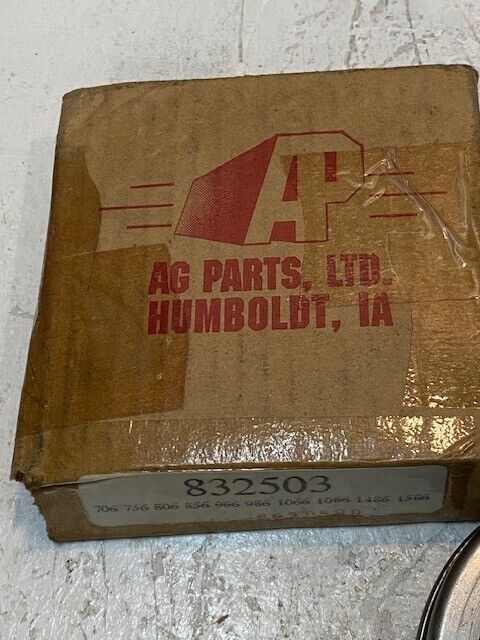 AP
AG PARTS, LTD.
HUMBOLDT, IA
832503
706 756 806 856 966 986 1066 1086 1486 1586